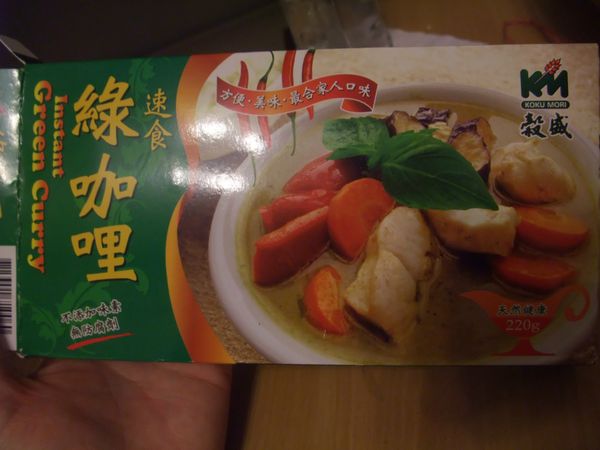 速食
綠咖哩
Instant
Green Curry
不添加味素
無防腐劑
方便·美味·最合家人口味
KM
KOKU MORI
穀盛
天然健康
220g